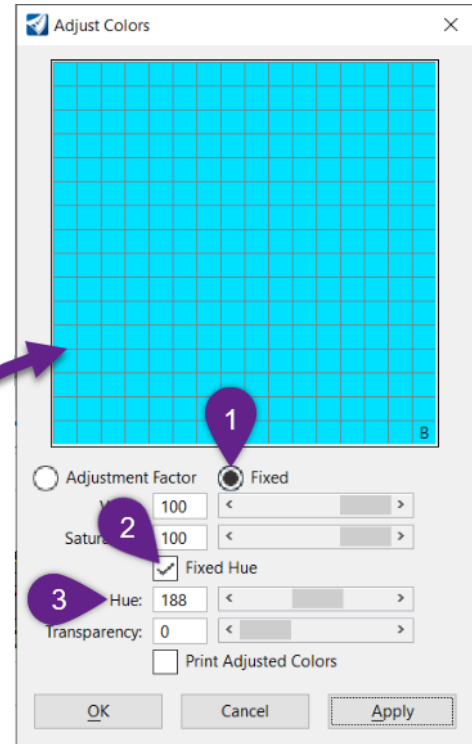 Adjust Colors
B
1
Adjustment Factor Fixed
100
2
100
Fixed Hue
3
Hue: 188
Transparency: 0
Print Adjusted Colors
OK Cancel Apply